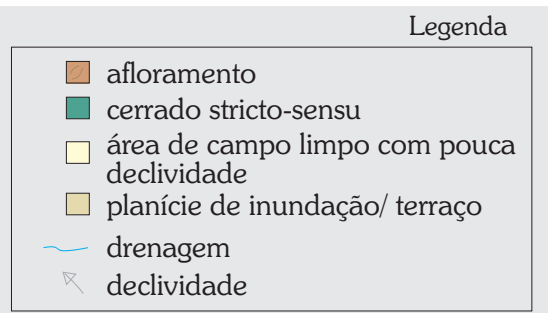 Legenda
afloramento
cerrado stricto-sensu
área de campo limpo com pouca
declividade
planície de inundação/ terraço
drenagem
declividade